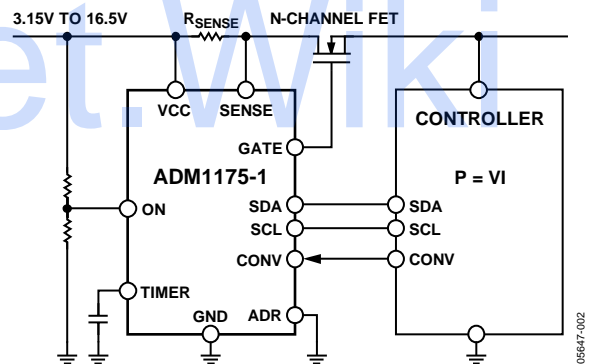 3.15V TO 16.5V
RSENSE
N-CHANNEL FET
et.Wiki
VCC
SENSE
CONTROLLER
GATE
ADM1175-1
P = VI
ON
SDA
SDA
SCL
SCL
CONV
CONV
TIMER
GND
ADR
05647-002